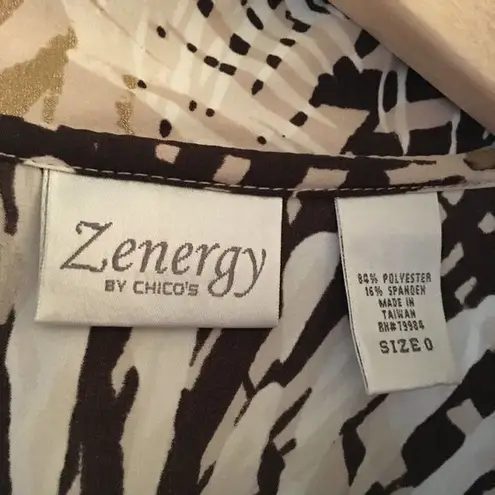 Zenergy
BY CHICO'S
84% POLYESTER
16% SPANDEX
MADE IN
TAIWAN
RN#79984
SIZE 0